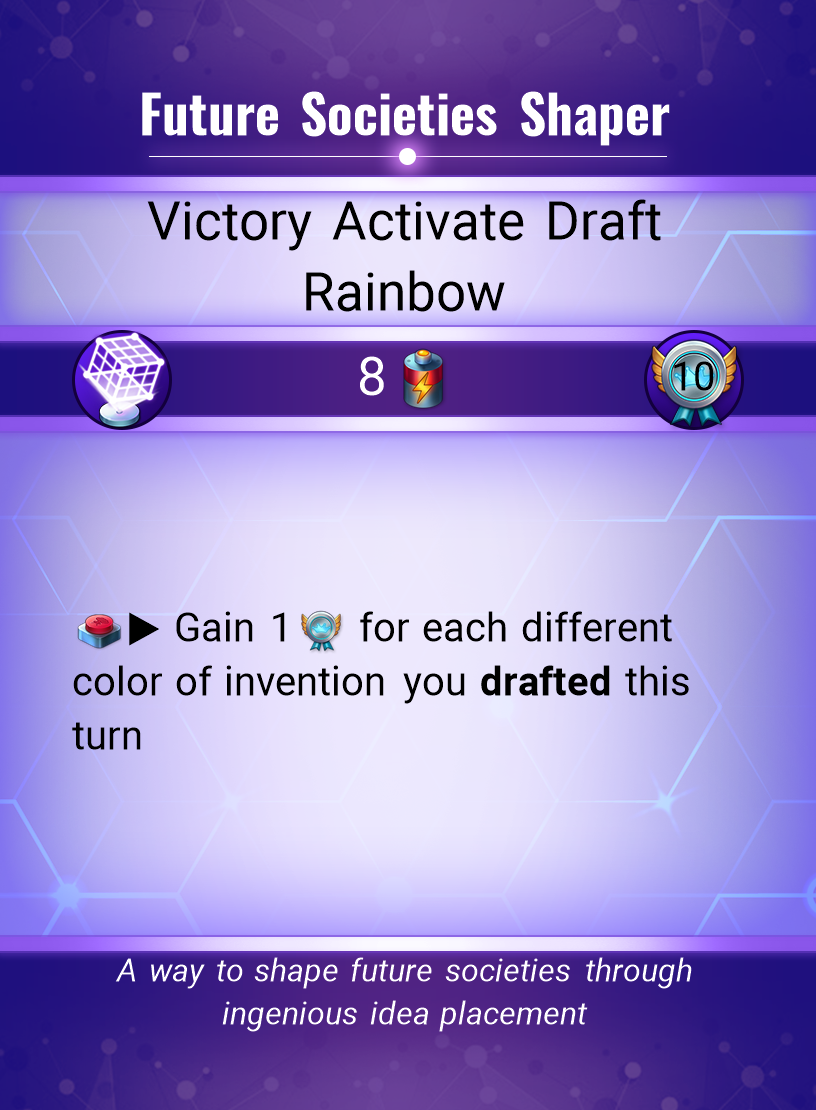 Future Societies Shaper
Victory Activate Draft
Rainbow
8
10
▶ Gain 1 for each different
color of invention you drafted this
turn
A way to shape future societies through
ingenious idea placement